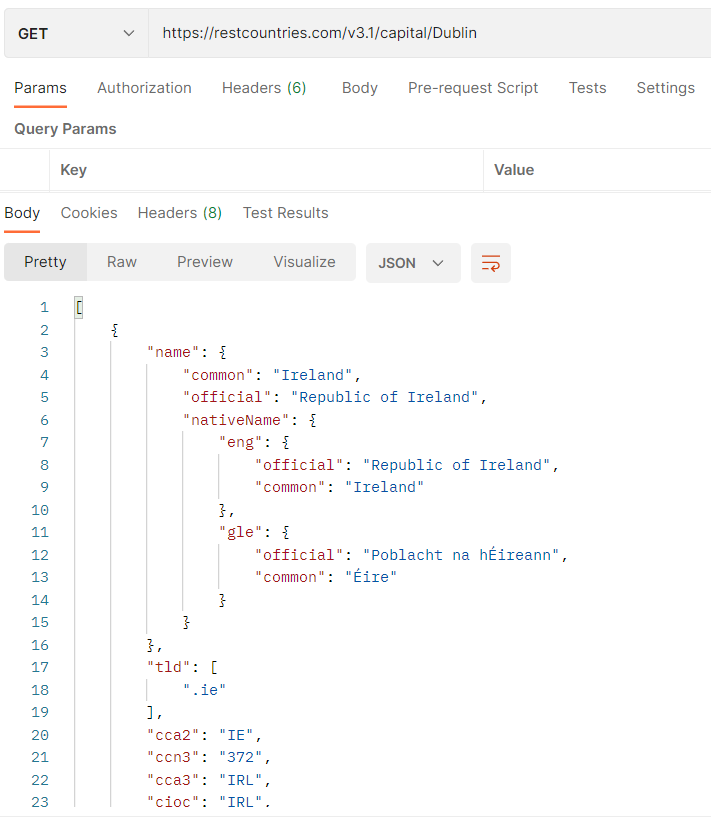 GET https://restcountries.com/v3.1/capital/Dublin
Params Authorization Headers (6) Body Pre-request Script Tests Settings
Query Params
Key Value
Body Cookies Headers (8) Test Results
Pretty Raw Preview Visualize JSON
1 [
2 {
3 "name": {
4 "common": "Ireland",
5 "official": "Republic of Ireland",
6 "nativeName": {
7 "eng": {
8 "official": "Republic of Ireland",
9 "common": "Ireland"
10 },
11 "gle": {
12 "official": "Poblacht na hÉireann",
13 "common": "Éire"
14 }
15 }
16 },
17 "tld": [
18 ".ie"
19 ],
20 "cca2": "IE",
21 "ccn3": "372",
22 "cca3": "IRL",
23 "cioc": "IRL",